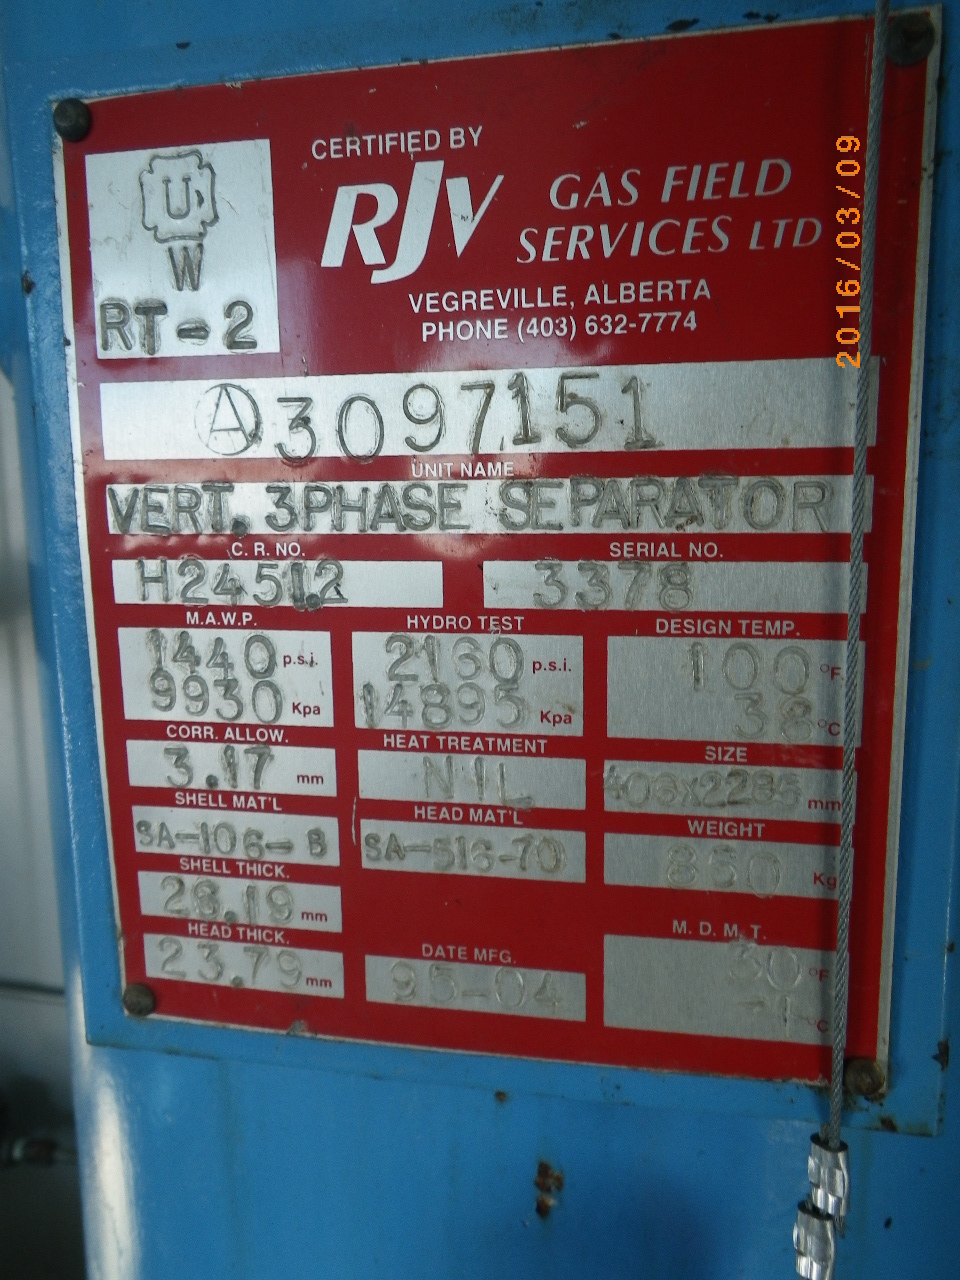 CERTIFIED BY
RJV GAS FIELD
SERVICES LTD
VEGREVILLE, ALBERTA
PHONE (403) 632-7774
U
W
RT-2
A 3097151
UNIT NAME
VERT. 3PHASE SEPARATOR
C. R. NO. SERIAL NO.
H2451.2 3378
M.A.W.P. HYDRO TEST DESIGN TEMP.
1440 p.s.i. 2160 p.s.i. 100 °F
9930 Kpa 14895 Kpa 38 °C
CORR. ALLOW. HEAT TREATMENT SIZE
3.17 mm NIL 406x2286 mm
SHELL MAT'L HEAD MAT'L WEIGHT
SA-106-B SA-516-70 860 Kg
SHELL THICK.
26.19 mm
HEAD THICK. DATE MFG. M. D. M. T.
23.79 mm 95-04 30 °F
-1 °C
2016/03/09